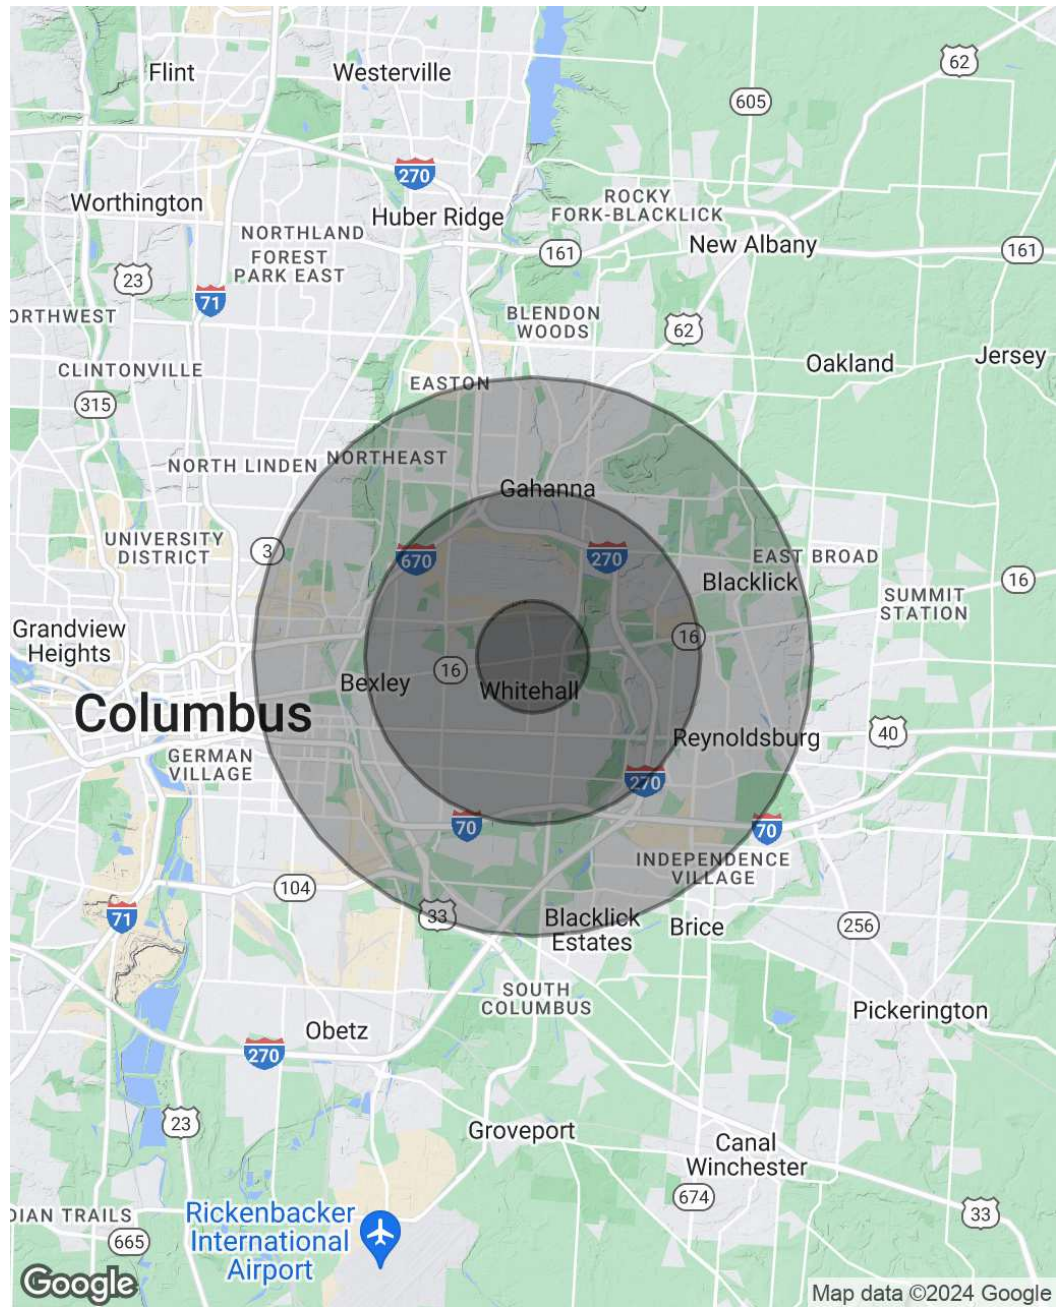 Flint
Westerville
62
605
270
Worthington
Huber Ridge
ROCKY
FORK-BLACKLICK
NORTHLAND
161
New Albany
161
FOREST
PARK EAST
23
71
ORTHWEST
BLENDON
WOODS
62
CLINTONVILLE
Oakland
Jersey
EASTON
315
NORTH LINDEN
NORTHEAST
Gahanna
UNIVERSITY
DISTRICT
3
670
270
EAST BROAD
Blacklick
16
SUMMIT
STATION
Grandview
Heights
16
16
Bexley
Whitehall
Columbus
Reynoldsburg
40
GERMAN
VILLAGE
270
70
70
INDEPENDENCE
VILLAGE
104
71
33
Blacklick
Estates
Brice
256
SOUTH
COLUMBUS
Pickerington
Obetz
270
23
Groveport
Canal
Winchester
674
33
DIAN TRAILS
665
Rickenbacker
International
Airport
Google
Map data ©2024 Google